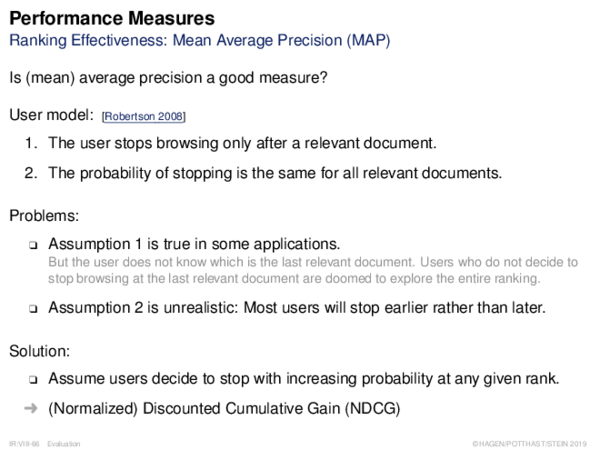 Performance Measures
Ranking Effectiveness: Mean Average Precision (MAP)
Is (mean) average precision a good measure?
User model: [Robertson 2008]
1. The user stops browsing only after a relevant document.
2. The probability of stopping is the same for all relevant documents.
Problems:
❑ Assumption 1 is true in some applications.
But the user does not know which is the last relevant document. Users who do not decide to
stop browsing at the last relevant document are doomed to explore the entire ranking.
❑ Assumption 2 is unrealistic: Most users will stop earlier rather than later.
Solution:
❑ Assume users decide to stop with increasing probability at any given rank.
➜ (Normalized) Discounted Cumulative Gain (NDCG)
IR:VIII-66 Evaluation ©HAGEN/POTTHAST/STEIN 2019